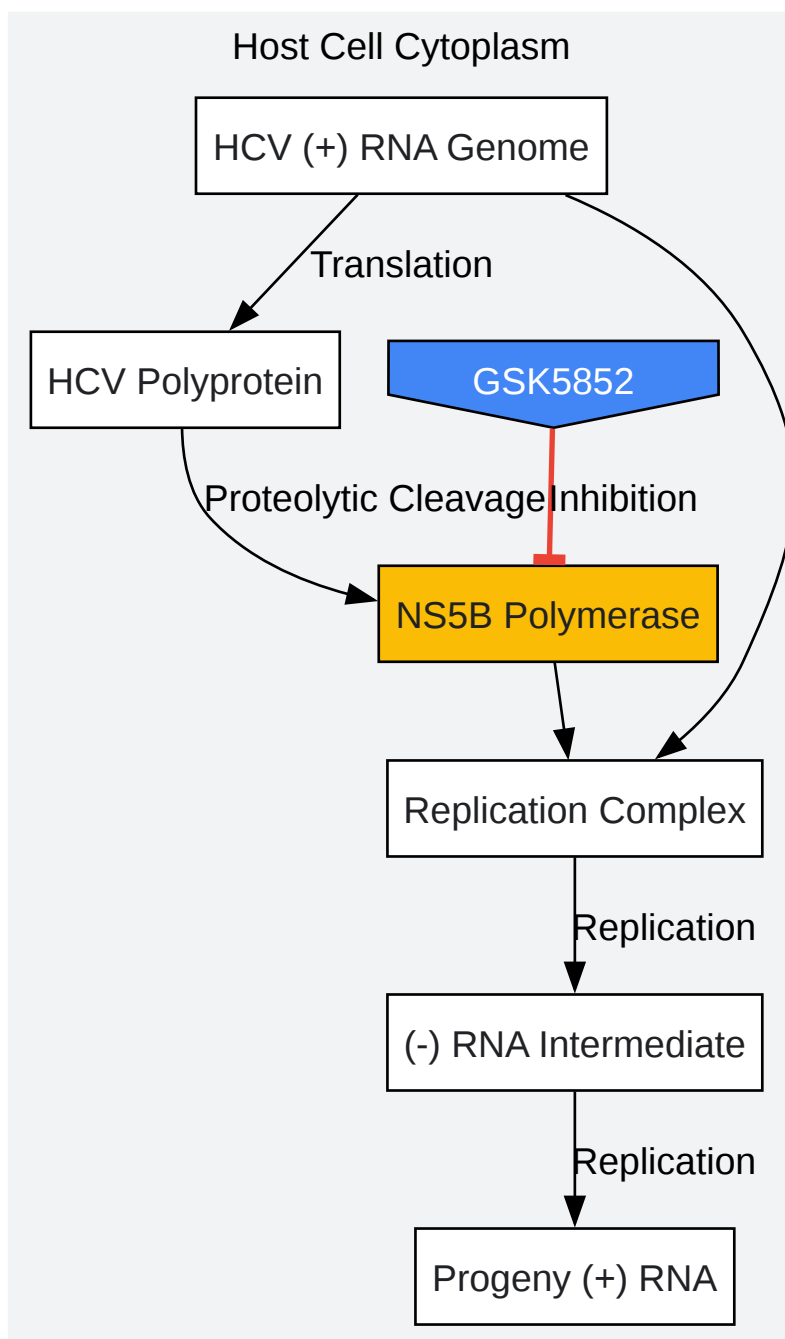 Host Cell Cytoplasm
HCV (+) RNA Genome
Translation
HCV Polyprotein
GSK5852
Proteolytic Cleavage
Inhibition
NS5B Polymerase
Replication Complex
Replication
(-) RNA Intermediate
Replication
Progeny (+) RNA